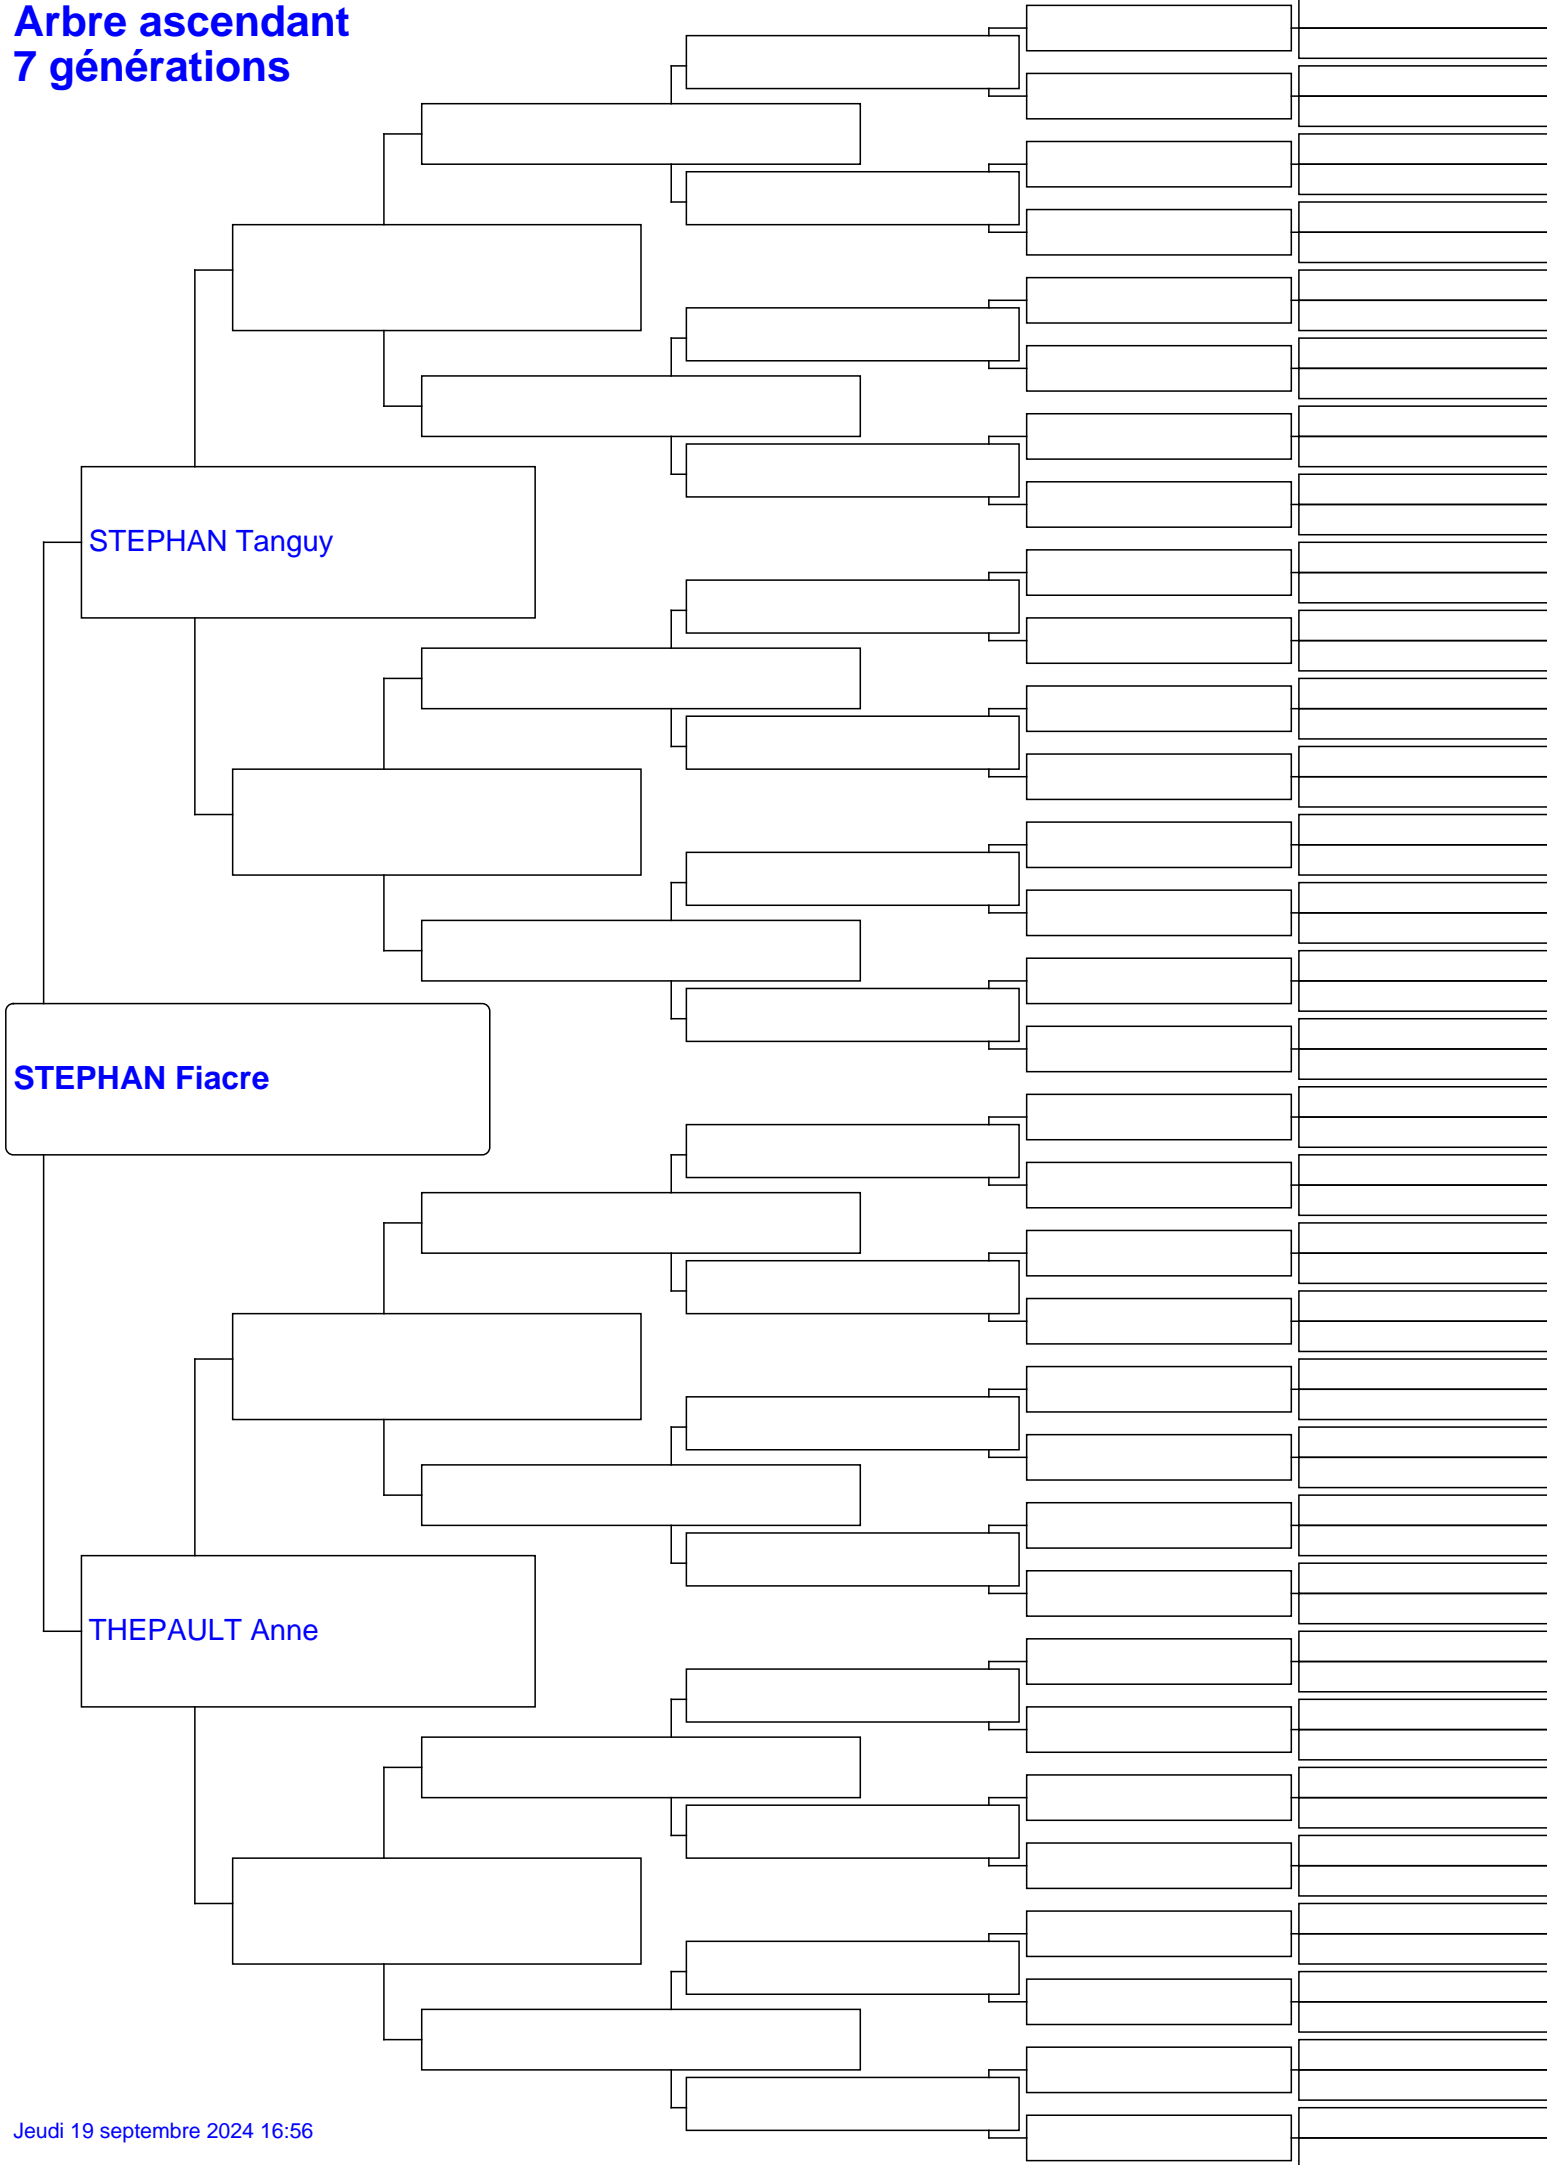 Arbre ascendant
7 générations
STEPHAN Tanguy
STEPHAN Fiacre
THEPAULT Anne
Jeudi 19 septembre 2024 16:56